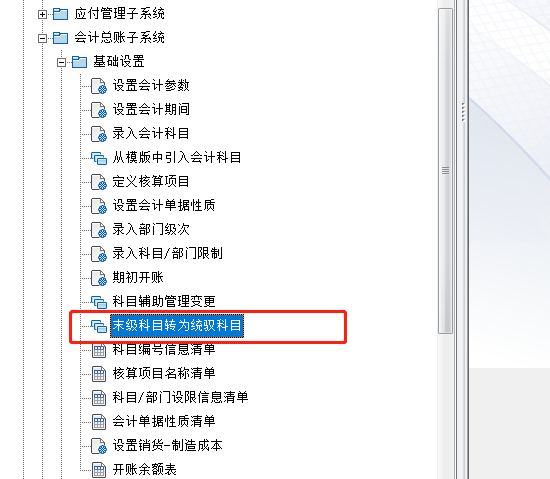 应付管理子系统
会计总账子系统
基础设置
设置会计参数
设置会计期间
录入会计科目
从模版中引入会计科目
定义核算项目
设置会计单据性质
录入部门级次
录入科目/部门限制
期初开账
科目辅助管理变更
末级科目转为统驭科目
科目编号信息清单
核算项目名称清单
科目/部门设限信息清单
会计单据性质清单
设置销货-制造成本
开账余额表